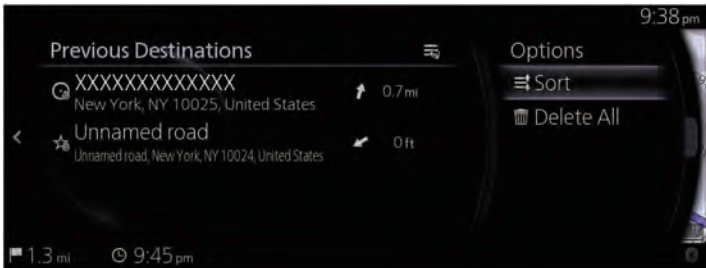 9:38 pm
Previous Destinations
XXXXXXXXXXXXX
New York, NY 10025, United States
0.7 mi
Unnamed road
Unnamed road, New York, NY 10024, United States
0 ft
Options
Sort
Delete All
1.3 mi
9:45 pm